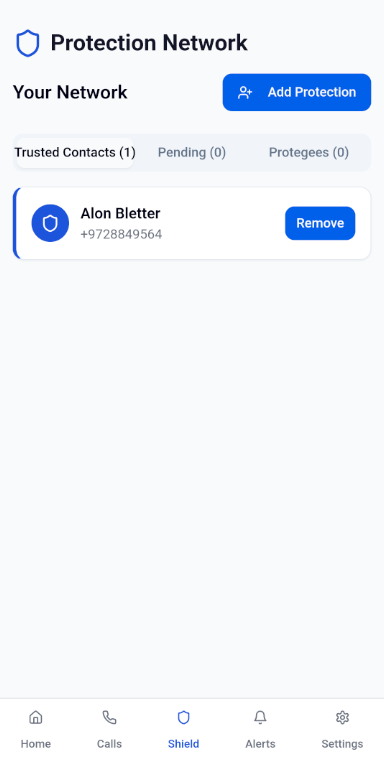 Protection Network
Your Network
Add Protection
Trusted Contacts (1) Pending (0) Protegees (0)
Alon Bletter
+9728849564
Remove
Home Calls Shield Alerts Settings